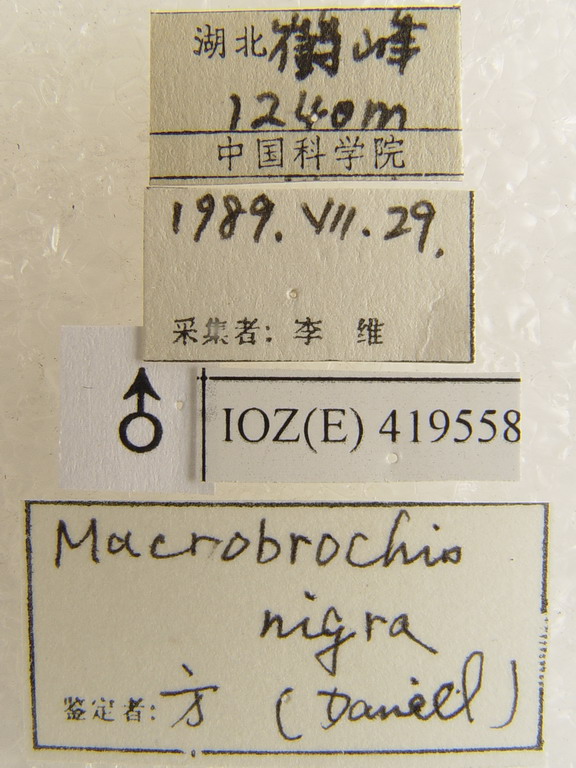 湖北鹤峰
1240m
中国科学院
1989. VII. 29.
采集者: 李 维
♂
IOZ(E) 419558
Macrobrochis
nigra
鉴定者: 方 (Daniel)